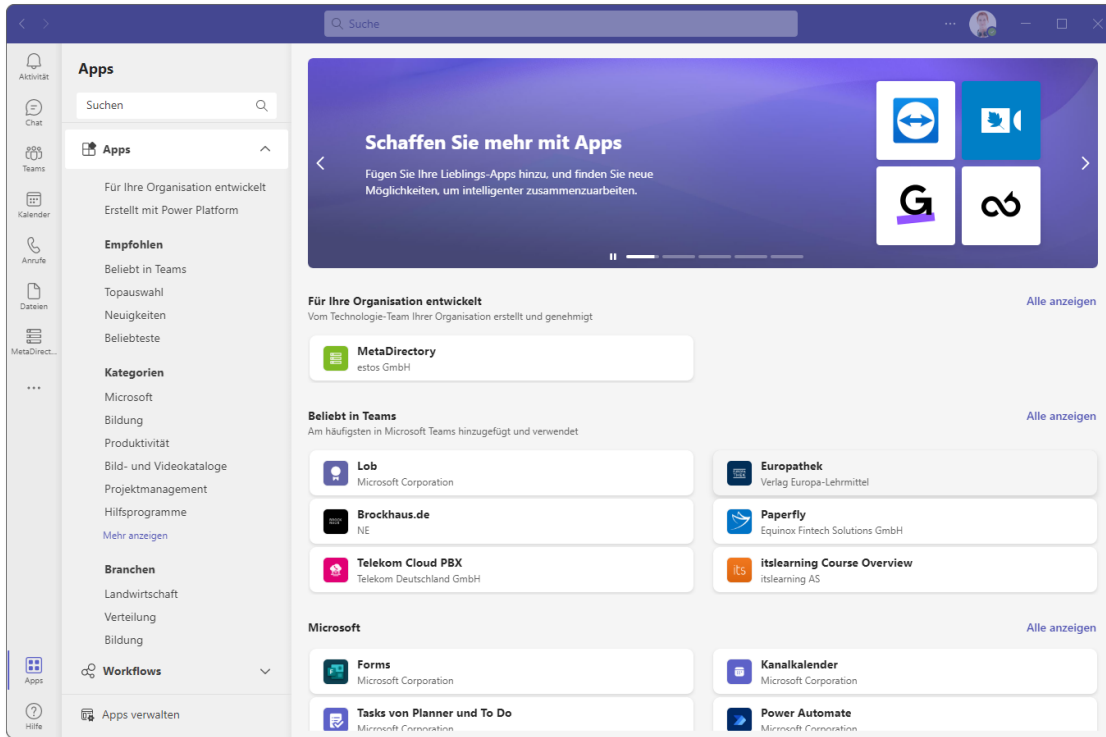 Suche
Aktivität
Chat
Teams
Kalender
Anrufe
Dateien
MetaDirect...
Apps
Hilfe
Apps
Suchen
Apps
Für Ihre Organisation entwickelt
Erstellt mit Power Platform
Empfohlen
Beliebt in Teams
Topauswahl
Neuigkeiten
Beliebteste
Kategorien
Microsoft
Bildung
Produktivität
Bild- und Videokataloge
Projektmanagement
Hilfsprogramme
Mehr anzeigen
Branchen
Landwirtschaft
Verteilung
Bildung
Workflows
Apps verwalten
Schaffen Sie mehr mit Apps
Fügen Sie Ihre Lieblings-Apps hinzu, und finden Sie neue
Möglichkeiten, um intelligenter zusammenzuarbeiten.
G
Für Ihre Organisation entwickelt
Alle anzeigen
Vom Technologie-Team Ihrer Organisation erstellt und genehmigt
MetaDirectory
estos GmbH
Beliebt in Teams
Alle anzeigen
Am häufigsten in Microsoft Teams hinzugefügt und verwendet
Lob
Microsoft Corporation
Europathek
Verlag Europa-Lehrmittel
Brockhaus.de
NE
Paperfly
Equinox Fintech Solutions GmbH
Telekom Cloud PBX
Telekom Deutschland GmbH
its
itslearning Course Overview
itslearning AS
Microsoft
Alle anzeigen
Forms
Microsoft Corporation
Kanalkalender
Microsoft Corporation
Tasks von Planner und To Do
Microsoft Corporation
Power Automate
Microsoft Corporation